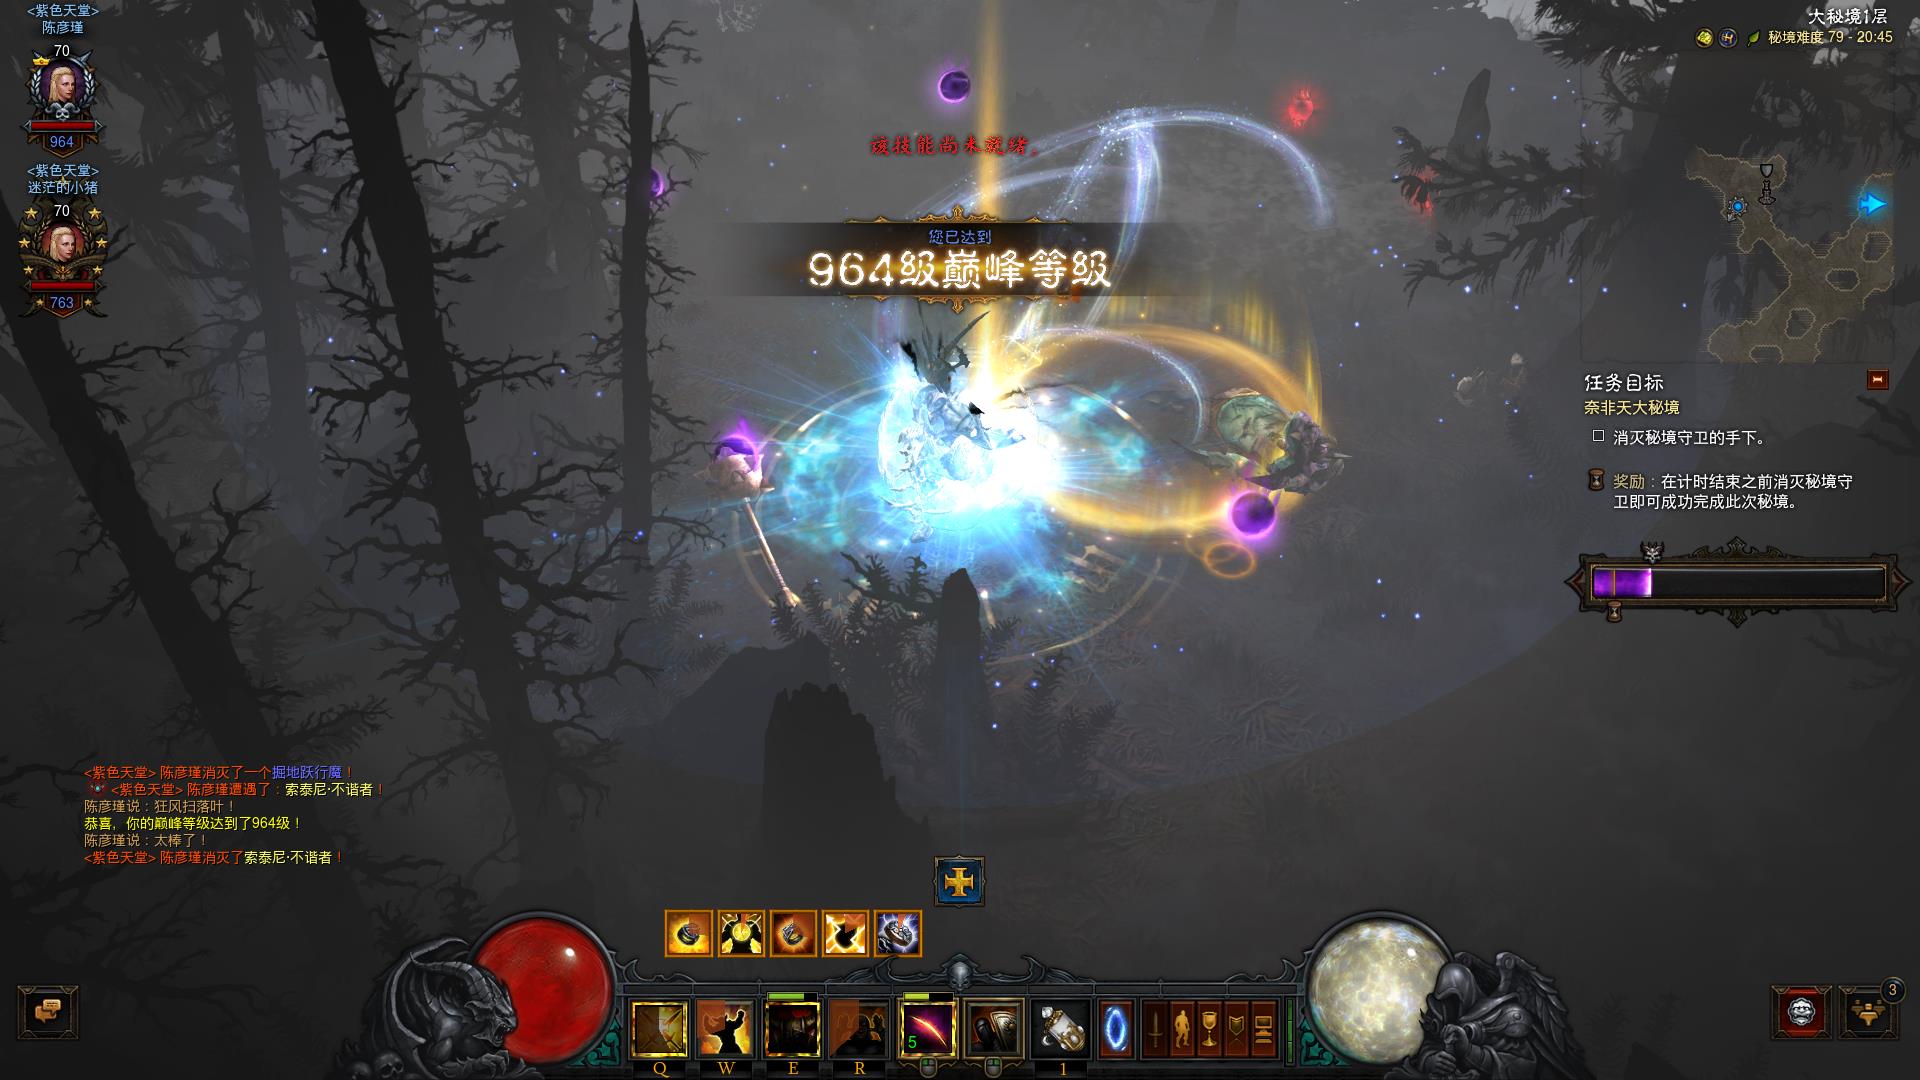 <紫色天堂>
陈彦瑾
70
964
<紫色天堂>
迷茫的小猪
70
763
大秘境1层
秘境难度 79 - 20:45
该技能尚未就绪。
您已达到
964级巅峰等级
任务目标
奈非天大秘境
消灭秘境守卫的手下。
奖励：在计时结束之前消灭秘境守
卫即可成功完成此次秘境。
<紫色天堂> 陈彦瑾消灭了一个掘地跃行魔！
<紫色天堂> 陈彦瑾遭遇了：索泰尼·不谐者！
陈彦瑾说：狂风扫落叶！
恭喜，你的巅峰等级达到了964级！
陈彦瑾说：太棒了！
<紫色天堂> 陈彦瑾消灭了索泰尼·不谐者！
5
Q W E R 1
3